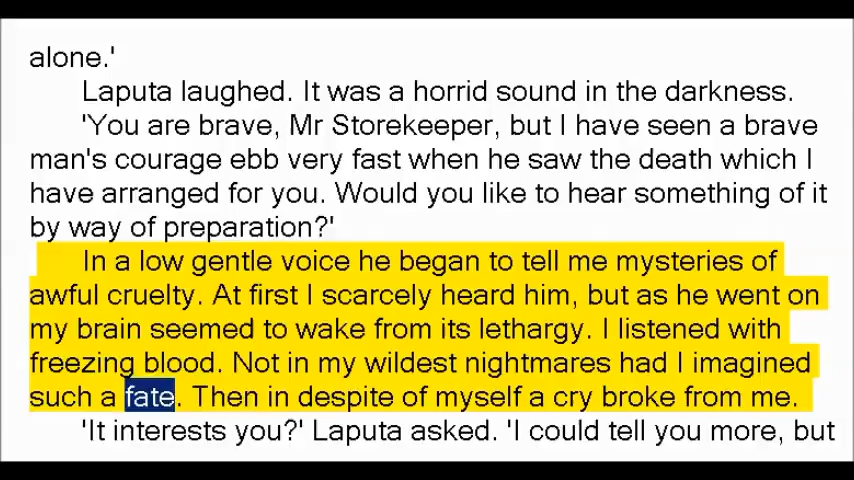 alone.'
Laputa laughed. It was a horrid sound in the darkness.
'You are brave, Mr Storekeeper, but I have seen a brave
man's courage ebb very fast when he saw the death which I
have arranged for you. Would you like to hear something of it
by way of preparation?'
In a low gentle voice he began to tell me mysteries of
awful cruelty. At first I scarcely heard him, but as he went on
my brain seemed to wake from its lethargy. I listened with
freezing blood. Not in my wildest nightmares had I imagined
such a fate. Then in despite of myself a cry broke from me.
'It interests you?' Laputa asked. 'I could tell you more, but